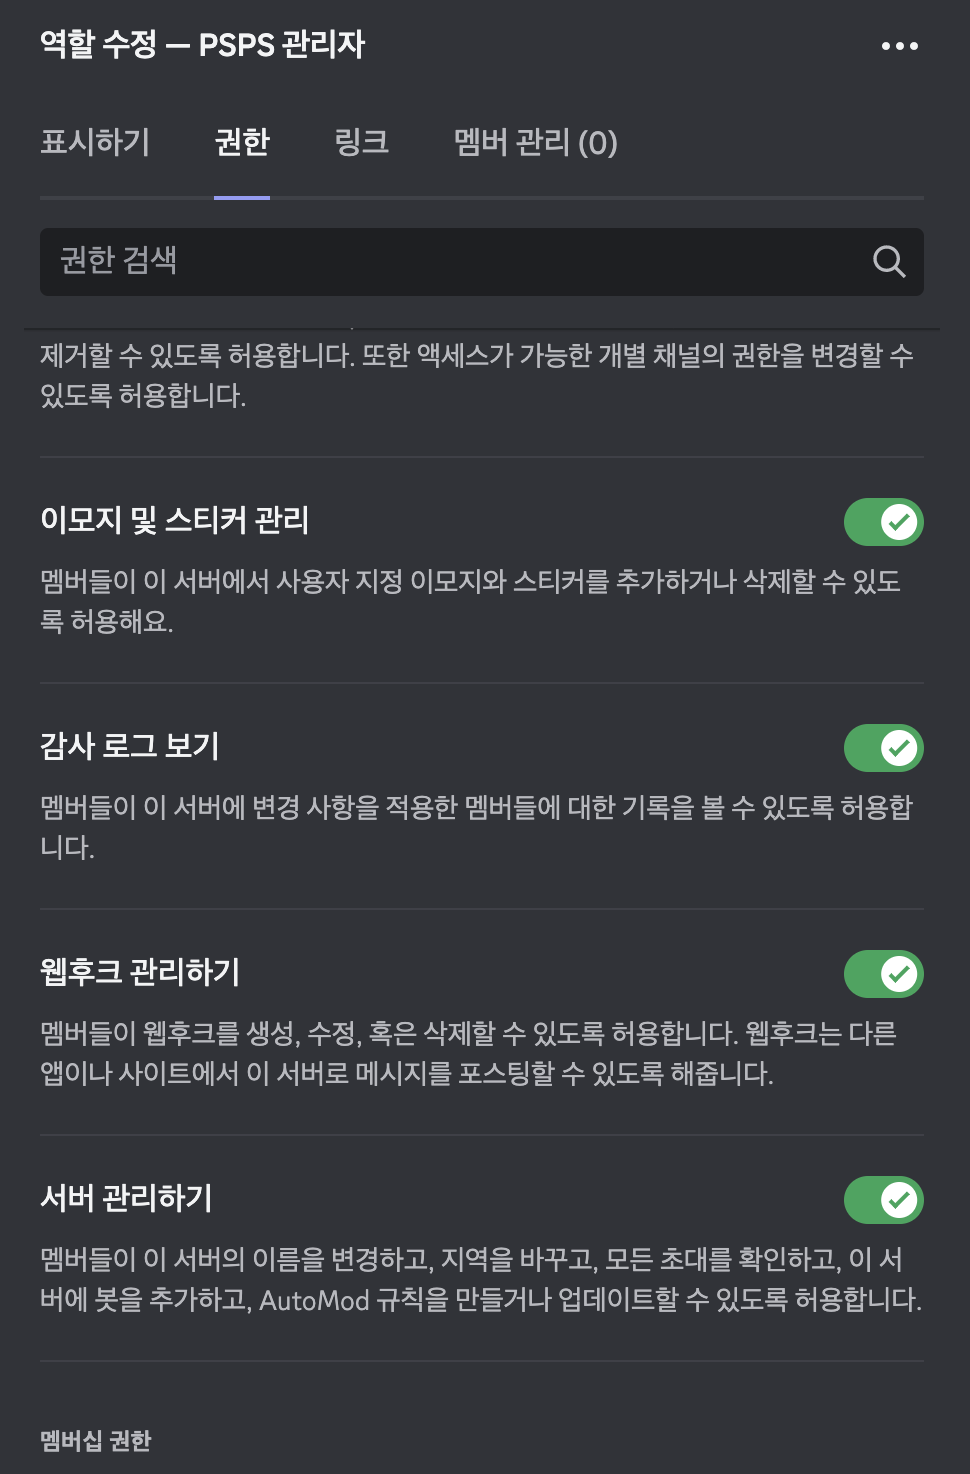 역할 수정 — PSPS 관리자
표시하기 권한 링크 멤버 관리 (0)
권한 검색
제거할 수 있도록 허용합니다. 또한 액세스가 가능한 개별 채널의 권한을 변경할 수
있도록 허용합니다.
이모지 및 스티커 관리
멤버들이 이 서버에서 사용자 지정 이모지와 스티커를 추가하거나 삭제할 수 있도
록 허용해요.
감사 로그 보기
멤버들이 이 서버에 변경 사항을 적용한 멤버들에 대한 기록을 볼 수 있도록 허용합
니다.
웹후크 관리하기
멤버들이 웹후크를 생성, 수정, 혹은 삭제할 수 있도록 허용합니다. 웹후크는 다른
앱이나 사이트에서 이 서버로 메시지를 포스팅할 수 있도록 해줍니다.
서버 관리하기
멤버들이 이 서버의 이름을 변경하고, 지역을 바꾸고, 모든 초대를 확인하고, 이 서
버에 봇을 추가하고, AutoMod 규칙을 만들거나 업데이트할 수 있도록 허용합니다.
멤버십 권한